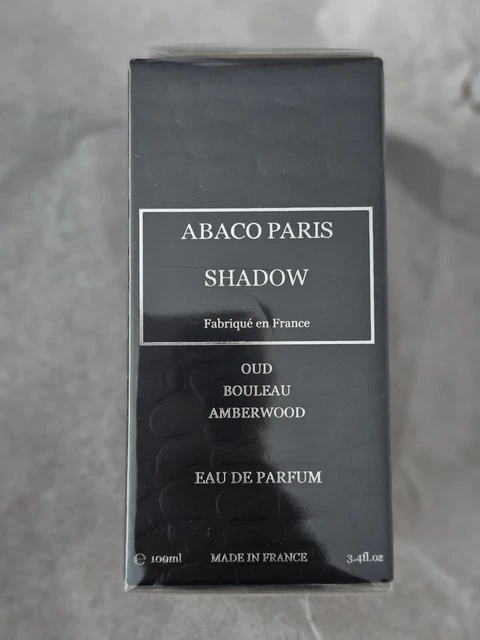 ABACO PARIS
SHADOW
Fabriqué en France
OUD
BOULEAU
AMBERWOOD
EAU DE PARFUM
℮ 100ml MADE IN FRANCE 3.4fl.oz